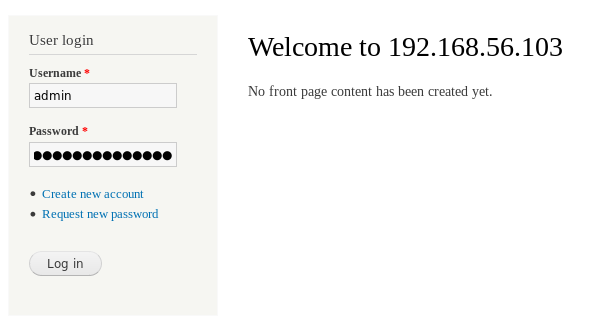 User login
Username *
admin
Password *
●●●●●●●●●●●●●●
Create new account
Request new password
Log in
Welcome to 192.168.56.103
No front page content has been created yet.